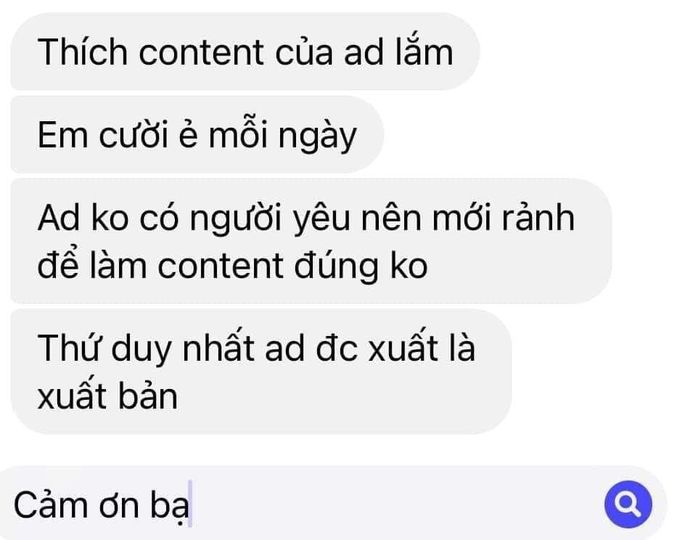 Thích content của ad lắm
Em cười ẻ mỗi ngày
Ad ko có người yêu nên mới rảnh
để làm content đúng ko
Thứ duy nhất ad đc xuất là
xuất bản
Cảm ơn bạ